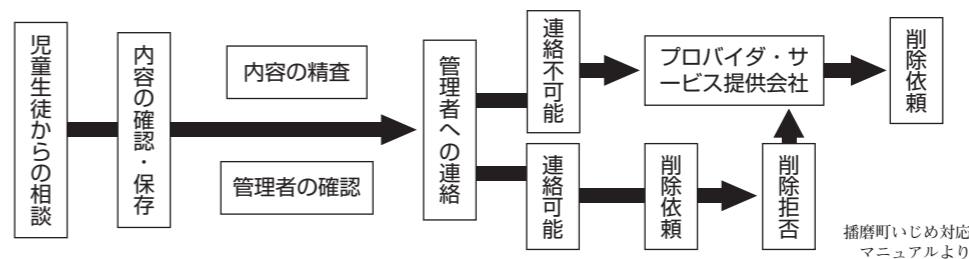 児童生徒からの相談
内容の確認・保存
内容の精査
管理者の確認
管理者への連絡
連絡不可能
プロバイダ・サ
ービス提供会社
削除依頼
連絡可能
削除依頼
削除拒否
播磨町いじめ対応
マニュアルより